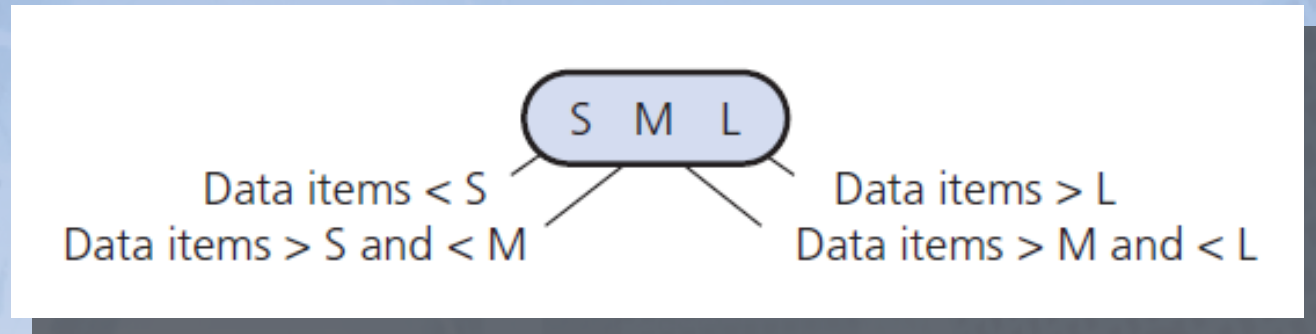 S M L
Data items < S
Data items > L
Data items > S and < M
Data items > M and < L